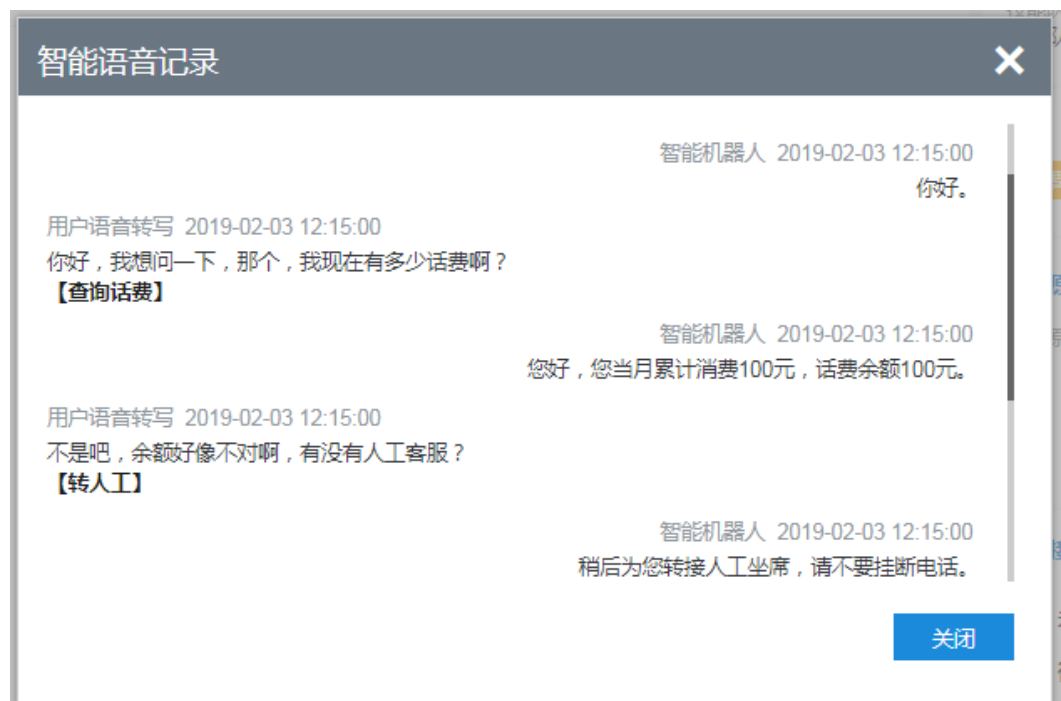 智能语音记录
智能机器人 2019-02-03 12:15:00
你好。
用户语音转写 2019-02-03 12:15:00
你好，我想问一下，那个，我现在有多少话费啊？
【查询话费】
智能机器人 2019-02-03 12:15:00
您好，您当月累计消费100元，话费余额100元。
用户语音转写 2019-02-03 12:15:00
不是吧，余额好像不对啊，有没有人工客服？
【转人工】
智能机器人 2019-02-03 12:15:00
稍后为您转接人工坐席，请不要挂断电话。
关闭